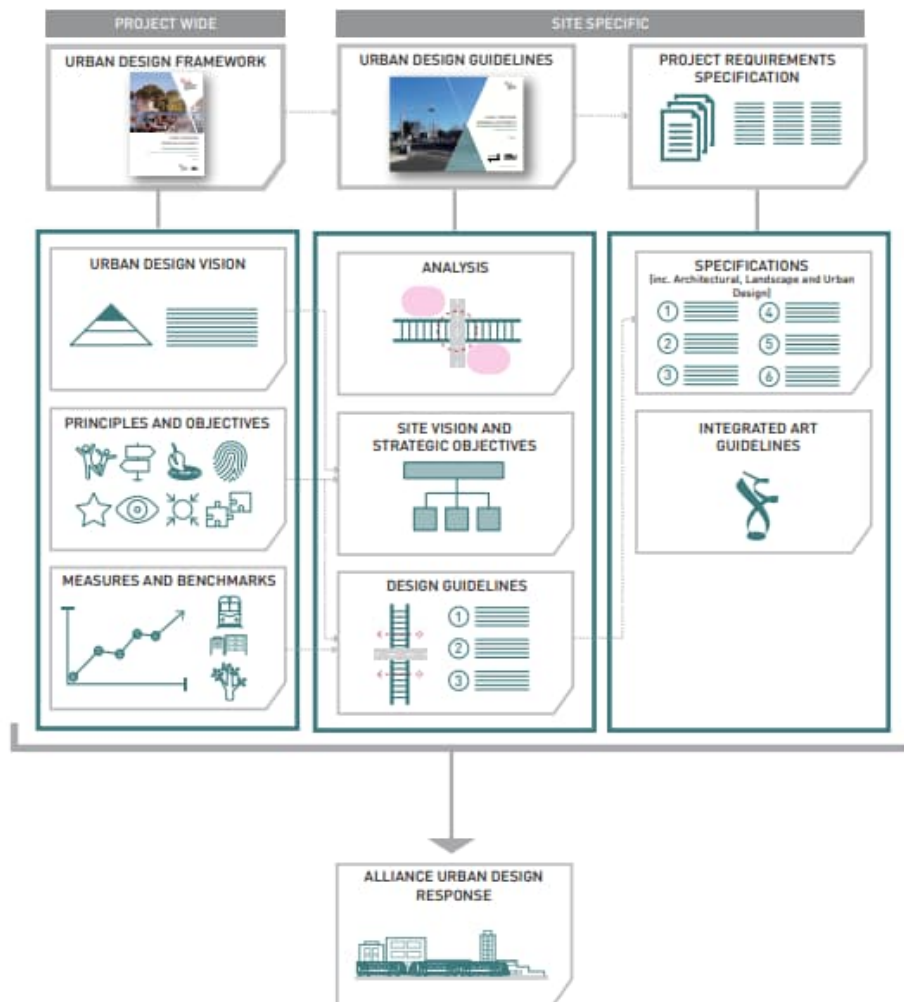 PROJECT WIDE
SITE SPECIFIC
URBAN DESIGN FRAMEWORK
URBAN DESIGN GUIDELINES
PROJECT REQUIREMENTS
SPECIFICATION
URBAN DESIGN VISION
PRINCIPLES AND OBJECTIVES
MEASURES AND BENCHMARKS
ANALYSIS
SITE VISION AND
STRATEGIC OBJECTIVES
DESIGN GUIDELINES
1
2
3
SPECIFICATIONS
[inc. Architectural, Landscape and Urban
Design]
1
4
2
5
3
6
INTEGRATED ART
GUIDELINES
ALLIANCE URBAN DESIGN
RESPONSE